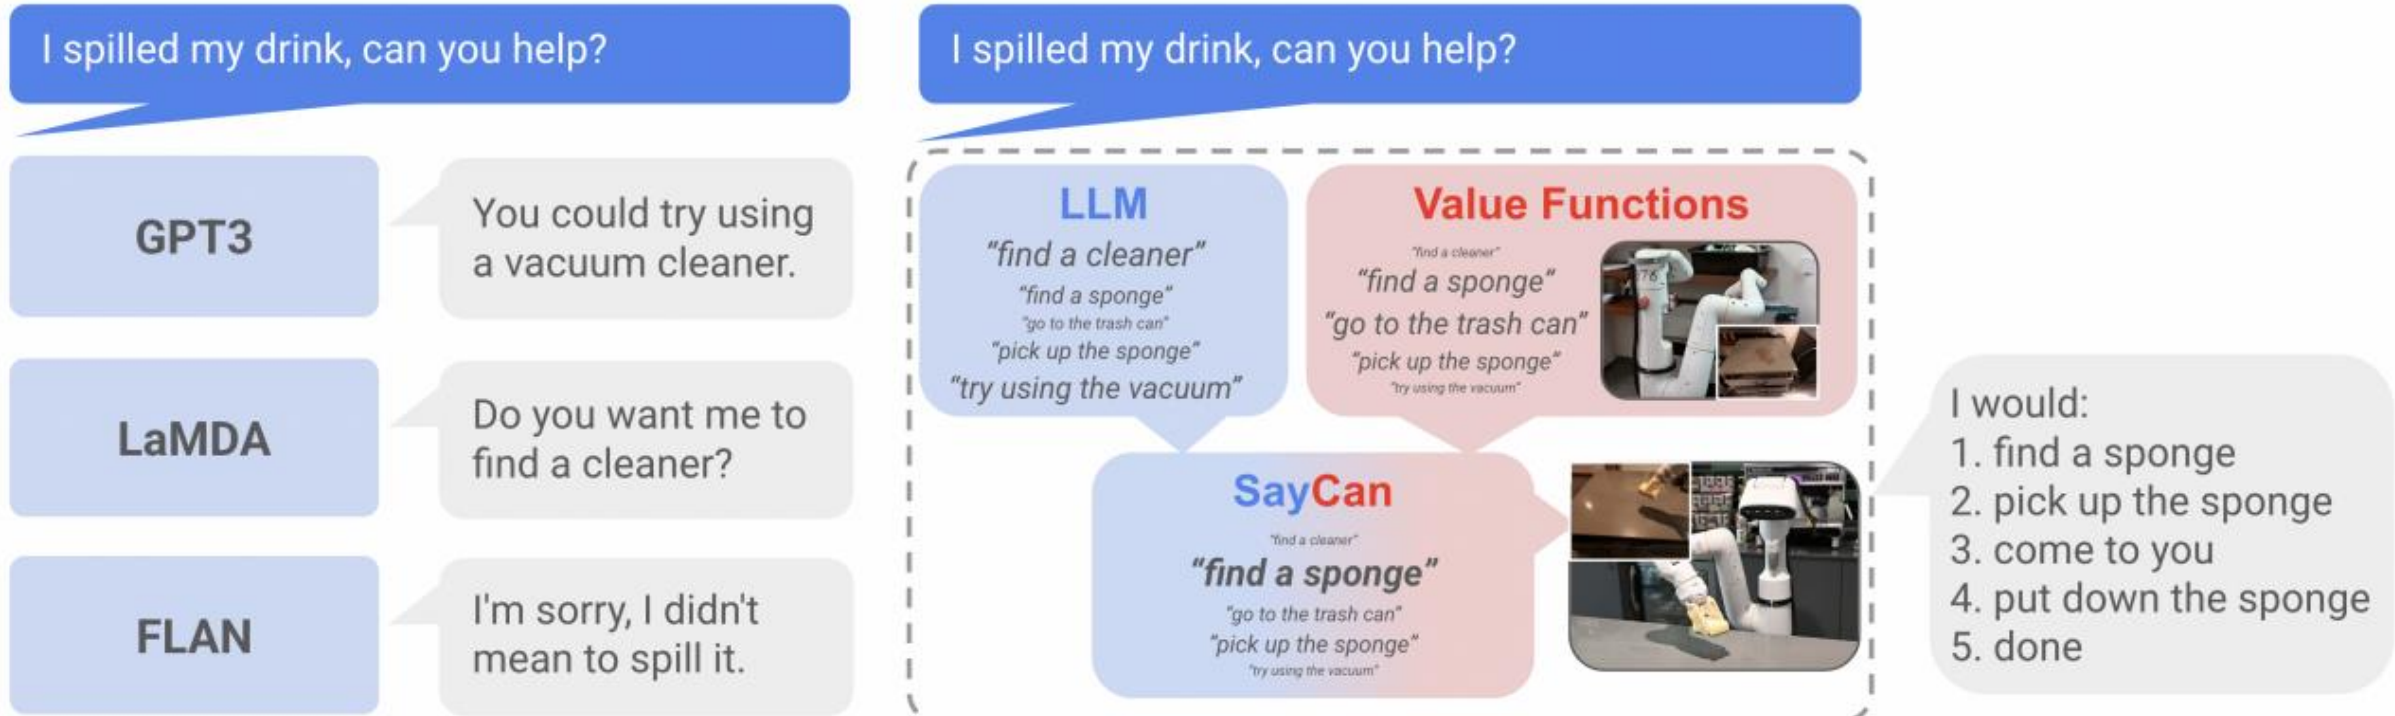 I spilled my drink, can you help?
GPT3
You could try using
a vacuum cleaner.
LaMDA
Do you want me to
find a cleaner?
FLAN
I'm sorry, I didn't
mean to spill it.
I spilled my drink, can you help?
LLM
“find a cleaner”
“find a sponge”
“go to the trash can”
“pick up the sponge”
“try using the vacuum”
Value Functions
“find a cleaner”
“find a sponge”
“go to the trash can”
“pick up the sponge”
“try using the vacuum”
76
SayCan
“find a cleaner”
“find a sponge”
“go to the trash can”
“pick up the sponge”
“try using the vacuum”
I would:
1. find a sponge
2. pick up the sponge
3. come to you
4. put down the sponge
5. done